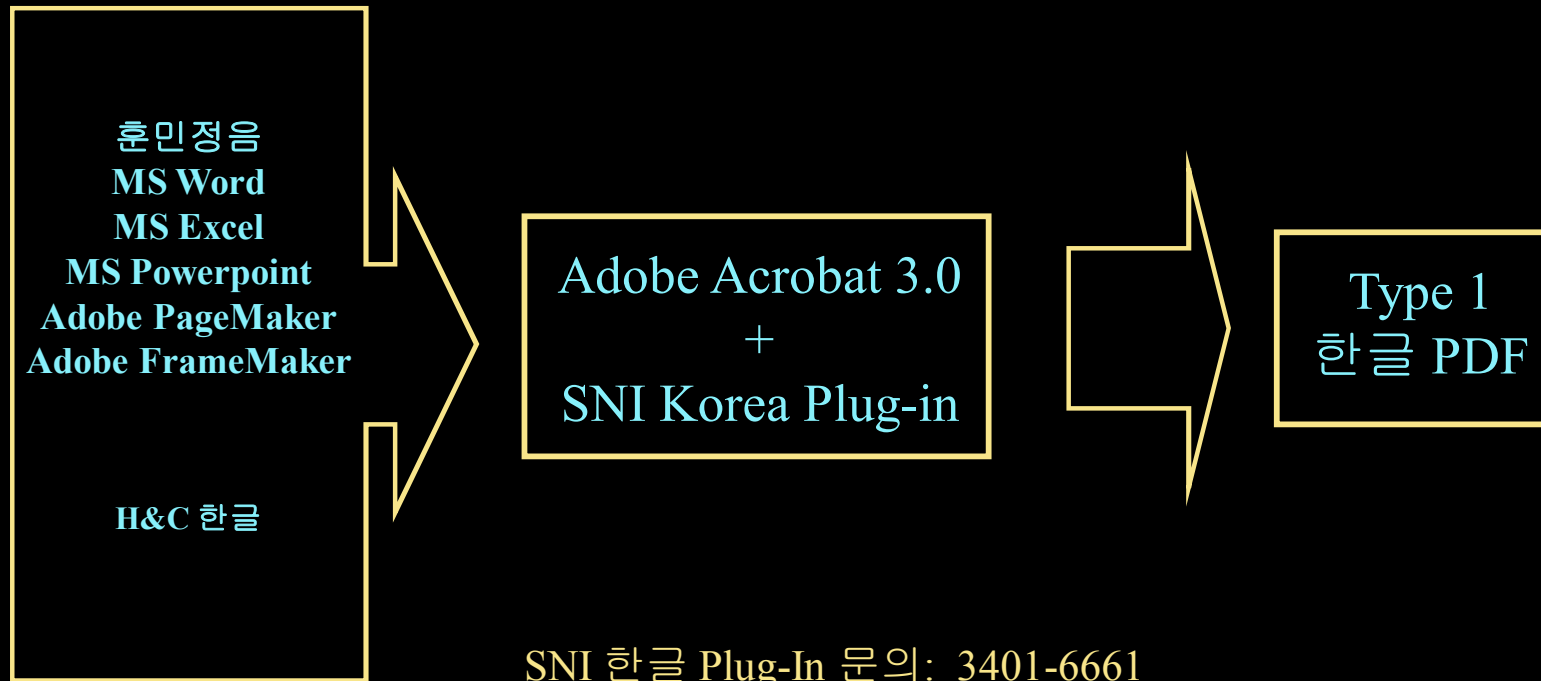 훈민정음
MS Word
MS Excel
MS Powerpoint
Adobe PageMaker
Adobe FrameMaker
H&C 한글
Adobe Acrobat 3.0
+
SNI Korea Plug-in
Type 1
한글 PDF
SNI 한글 Plug-In 문의: 3401-6661